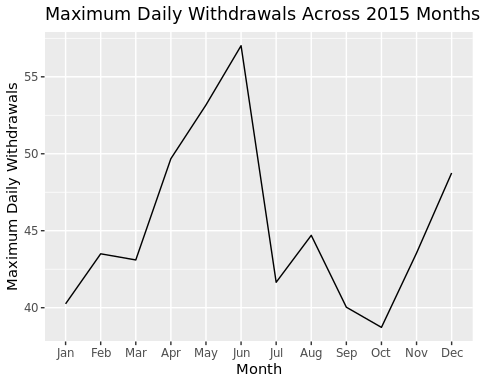 Maximum Daily Withdrawals Across 2015 Months
Maximum Daily Withdrawals
55
50
45
40
Jan Feb Mar Apr May Jun Jul Aug Sep Oct Nov Dec
Month